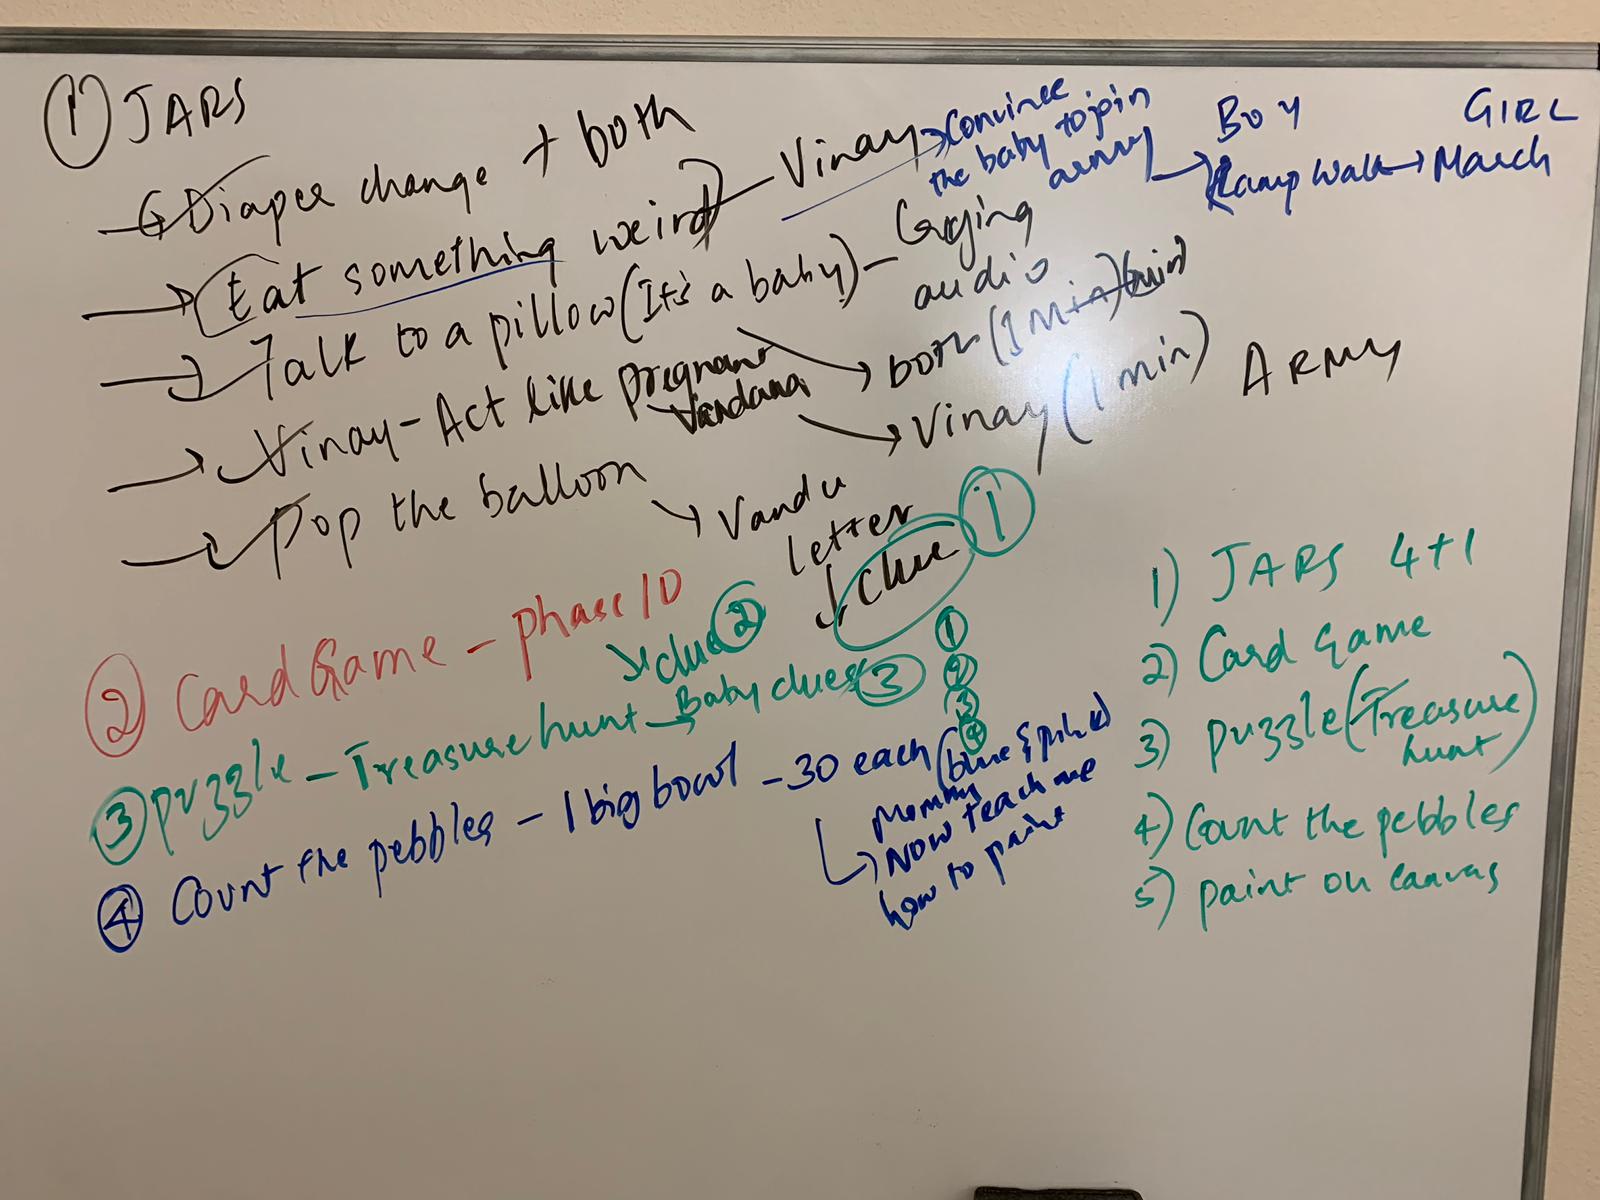 1 JARS
Diaper change + both
Eat something weird - Vinay → Convince
the baby to join
army →
BOY GIRL
Ramp Walk → March
Talk to a pillow (It's a baby) - Crying
audio
→ both (1 Min)
Vinay - Act like pregnant
Vandana → Vinay (1 min) ARMY
Pop the balloon → Vandu
letter
↓ clue 1
2 Card Game - phase 10
↓ clue 2
3 puzzle - Treasure hunt → Baby clues 3
1
2
3
4
4 Count the pebbles - 1 big bowl - 30 each (blue & pink)
Mommy
→ NOW teach me
how to paint
1) JARS 4+1
2) Card Game
3) puzzle (Treasure
hunt)
4) Count the pebbles
5) paint on canvas